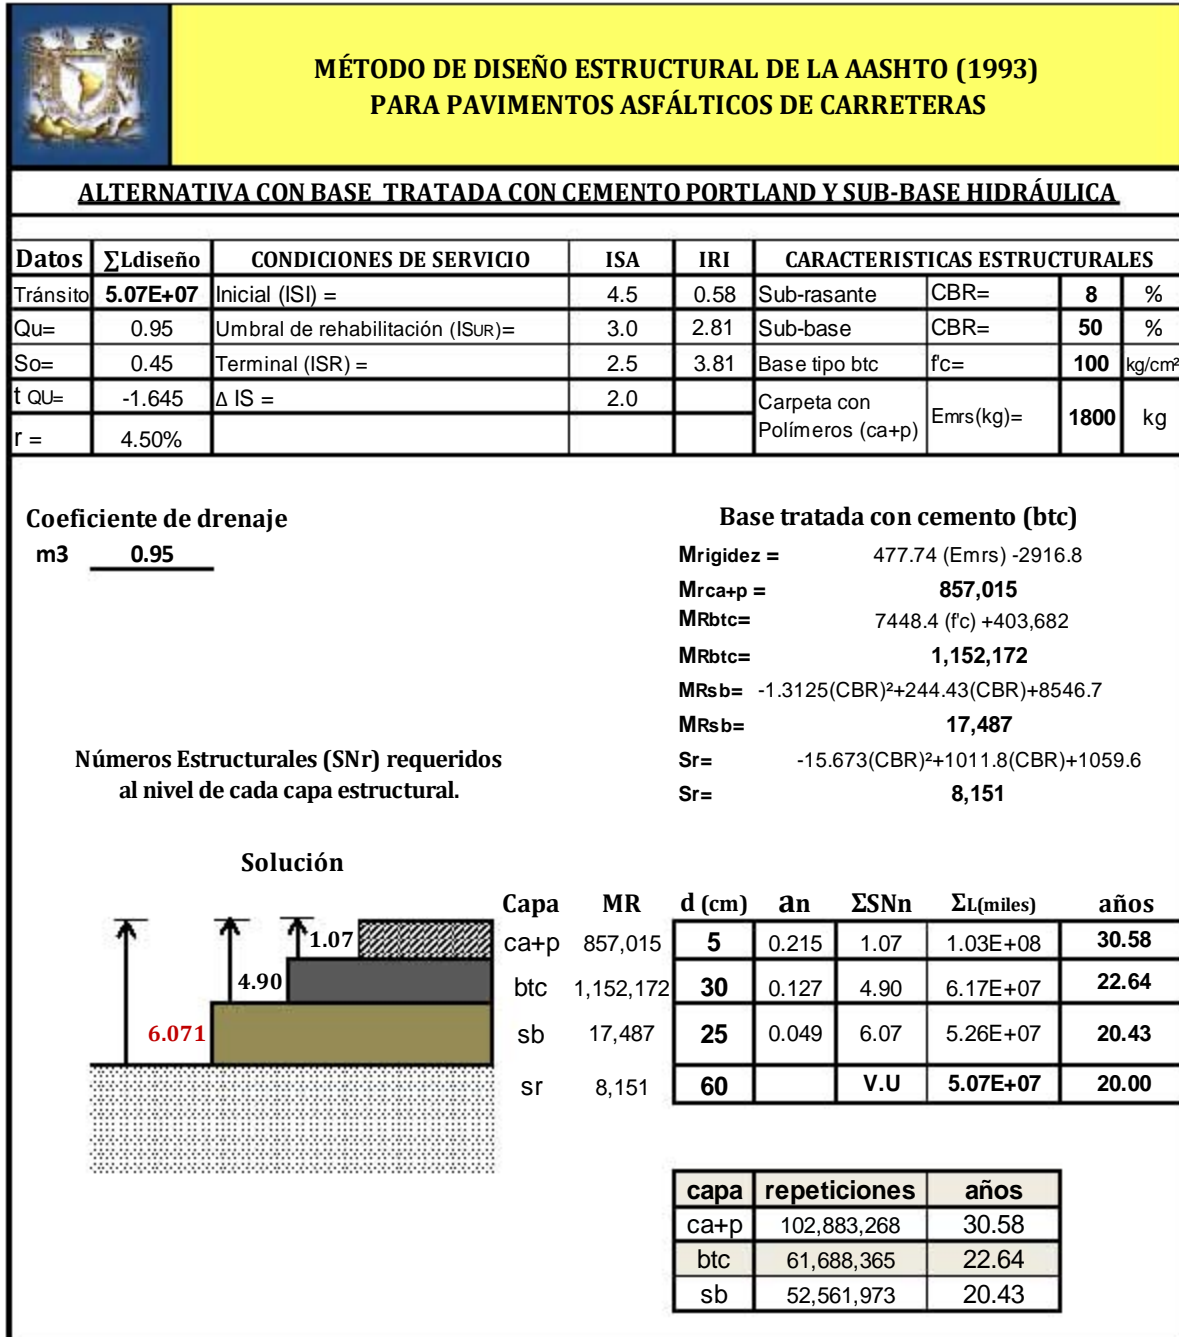 MÉTODO DE DISEÑO ESTRUCTURAL DE LA AASHTO (1993)
PARA PAVIMENTOS ASFÁLTICOS DE CARRETERAS
ALTERNATIVA CON BASE TRATADA CON CEMENTO PORTLAND Y SUB-BASE HIDRÁULICA
Datos ∑Ldiseño CONDICIONES DE SERVICIO ISA IRI CARACTERISTICAS ESTRUCTURALES
Tránsito 5.07E+07 Inicial (ISI) = 4.5 0.58 Sub-rasante CBR= 8 %
Qu= 0.95 Umbral de rehabilitación (ISUR)= 3.0 2.81 Sub-base CBR= 50 %
So= 0.45 Terminal (ISR) = 2.5 3.81 Base tipo btc f'c= 100 kg/cm²
t QU= -1.645 Δ IS = 2.0 Carpeta con Polímeros (ca+p) Emrs(kg)= 1800 kg
r = 4.50%
Coeficiente de drenaje
m3 0.95
Base tratada con cemento (btc)
Mrigidez = 477.74 (Emrs) -2916.8
Mrca+p = 857,015
MRbtc= 7448.4 (f'c) +403,682
MRbtc= 1,152,172
MRsb= -1.3125(CBR)²+244.43(CBR)+8546.7
MRsb= 17,487
Sr= -15.673(CBR)²+1011.8(CBR)+1059.6
Sr= 8,151
Números Estructurales (SNr) requeridos
al nivel de cada capa estructural.
Solución
Capa MR d (cm) an ΣSNn ΣL(miles) años
1.07 ca+p 857,015 5 0.215 1.07 1.03E+08 30.58
4.90 btc 1,152,172 30 0.127 4.90 6.17E+07 22.64
6.071 sb 17,487 25 0.049 6.07 5.26E+07 20.43
sr 8,151 60 V.U 5.07E+07 20.00
capa repeticiones años
ca+p 102,883,268 30.58
btc 61,688,365 22.64
sb 52,561,973 20.43